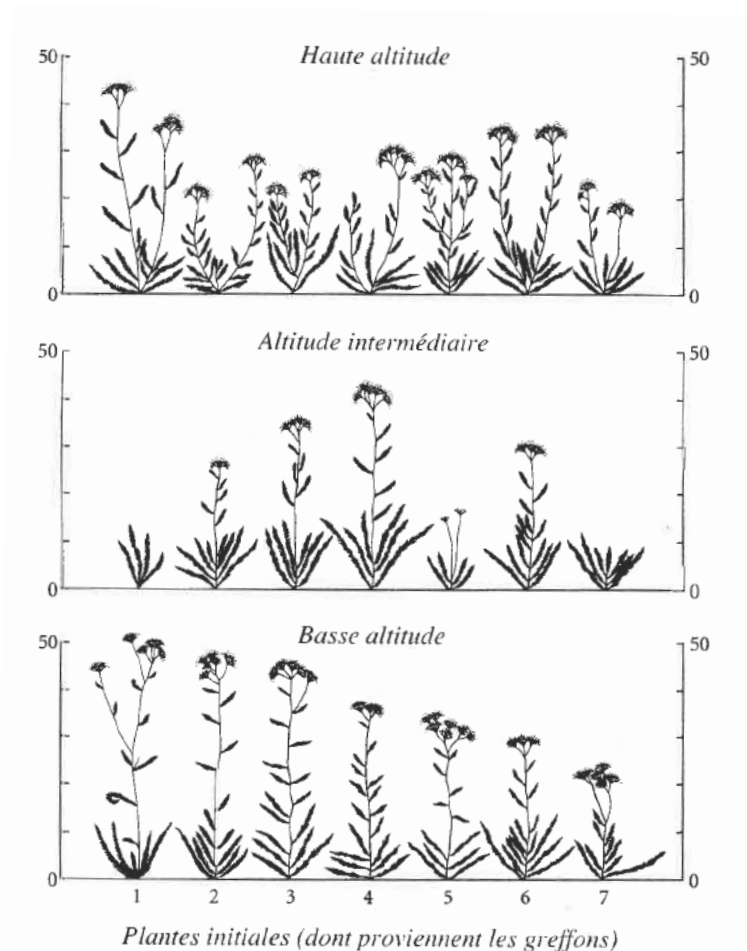 Haute altitude
50 50
0 0
Altitude intermédiaire
50 50
0 0
Basse altitude
50 50
0 0
1 2 3 4 5 6 7
Plantes initiales (dont proviennent les greffons)